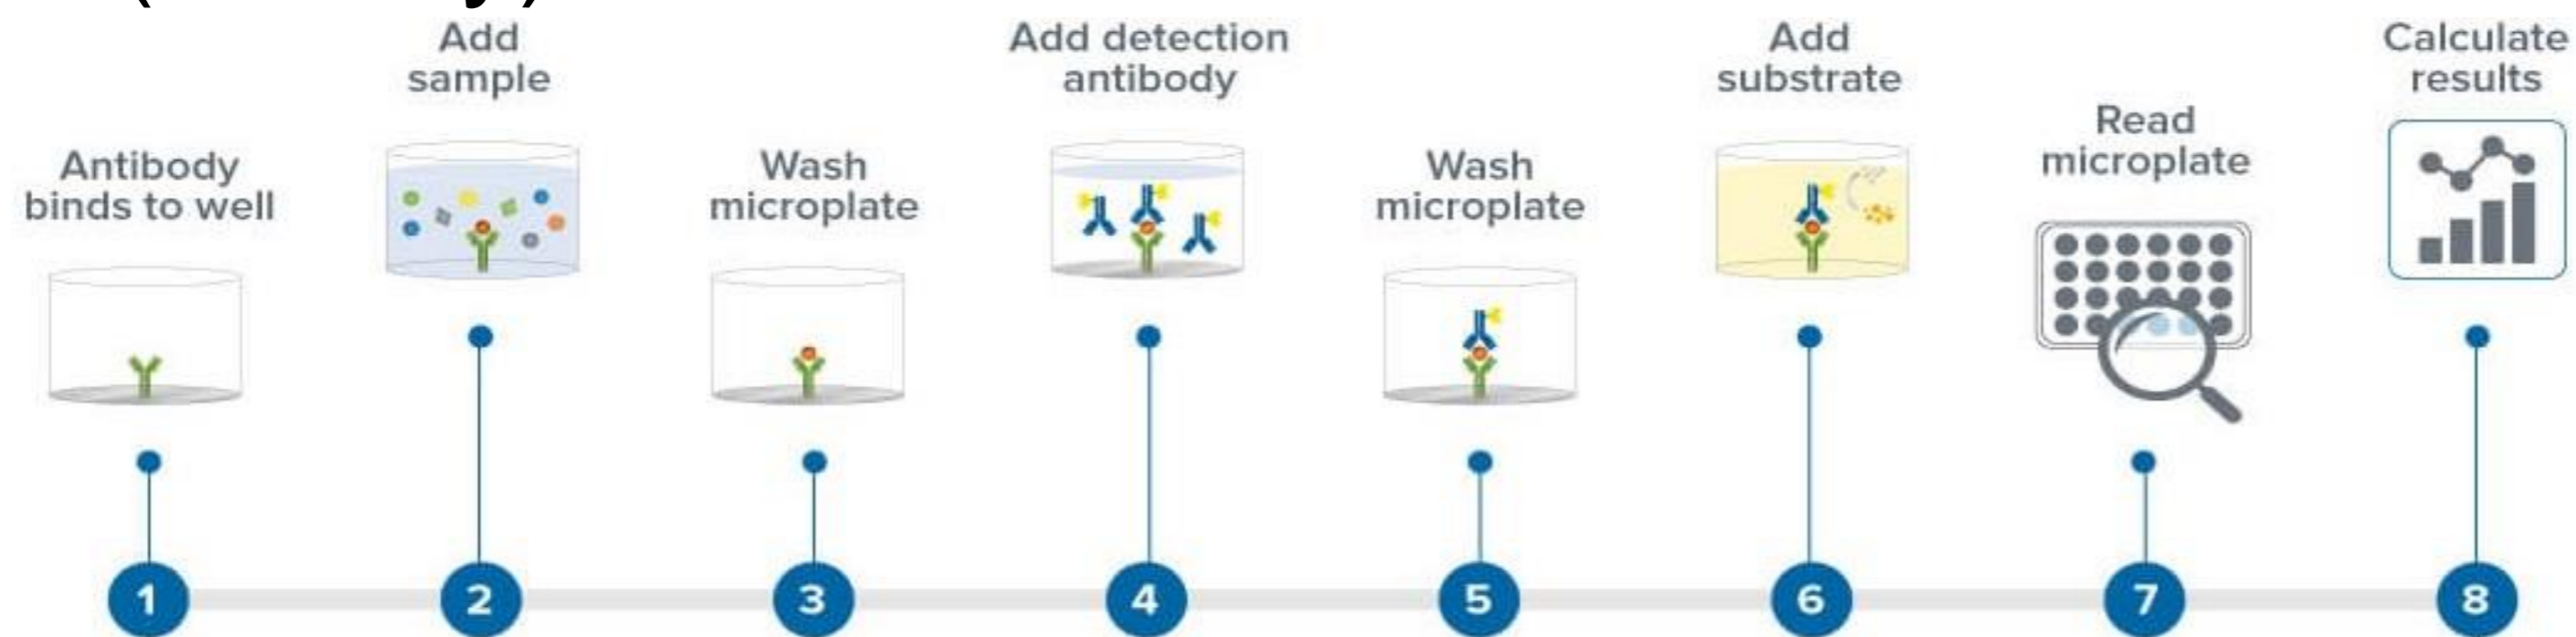 Antibody
binds to well
Add
sample
Wash
microplate
Add detection
antibody
Wash
microplate
Add
substrate
Read
microplate
Calculate
results
1
2
3
4
5
6
7
8